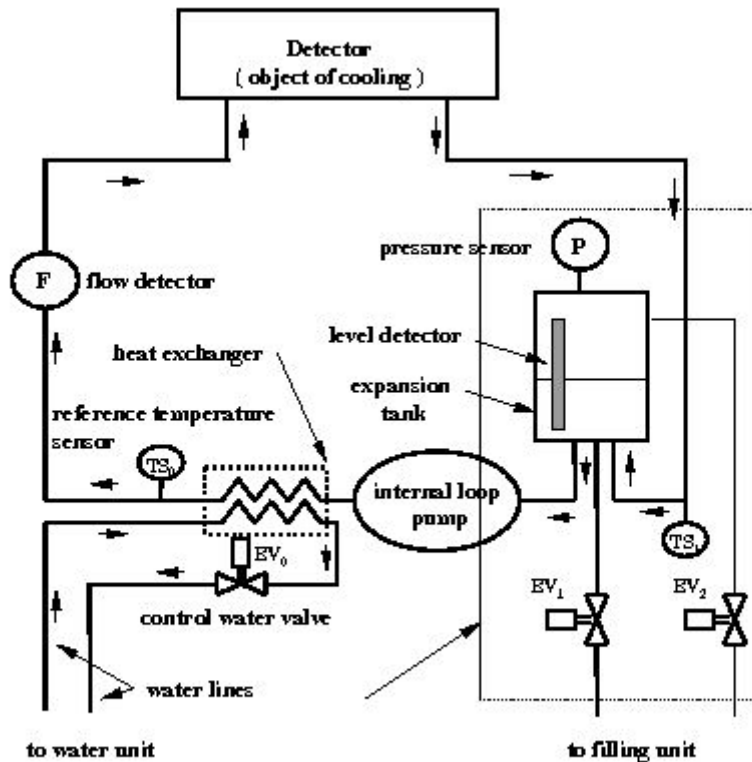 Detector
( object of cooling )
pressure sensor
P
F
flow detector
level detector
heat exchanger
expansion
tank
reference temperature
sensor
TS0
internal loop
pump
TS1
EV0
EV1
EV2
control water valve
water lines
to water unit
to filling unit